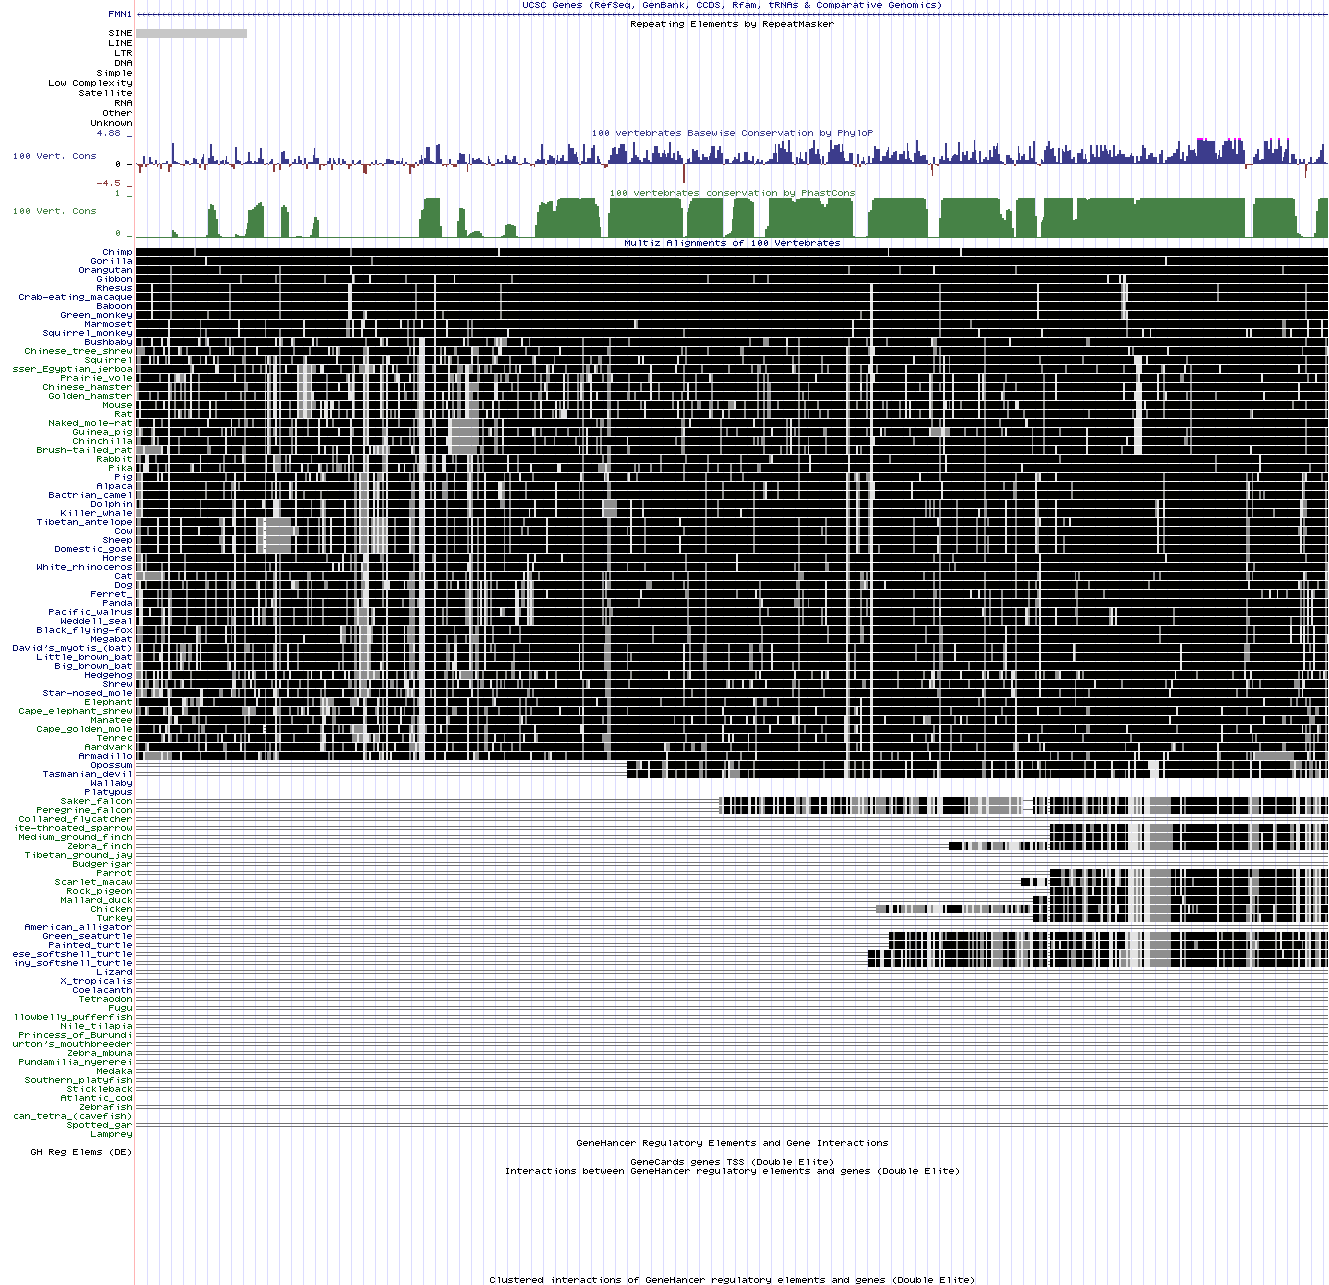 UCSC Genes (RefSeq, GenBank, CCDS, Rfam, tRNAs & Comparative Genomics)
FMN1
Repeating Elements by RepeatMasker
SINE
LINE
LTR
DNA
Simple
Low Complexity
Satellite
RNA
Other
Unknown
4.88 _
100 vertebrates Basewise Conservation by PhyloP
100 Vert. Cons
0 _
-4.5 _
100 vertebrates conservation by PhastCons
1 _
100 Vert. Cons
0 _
Multiz Alignments of 100 Vertebrates
Chimp
Gorilla
Orangutan
Gibbon
Rhesus
Crab-eating_macaque
Baboon
Green_monkey
Marmoset
Squirrel_monkey
Bushbaby
Chinese_tree_shrew
Squirrel
sser_Egyptian_jerboa
Prairie_vole
Chinese_hamster
Golden_hamster
Mouse
Rat
Naked_mole-rat
Guinea_pig
Chinchilla
Brush-tailed_rat
Rabbit
Pika
Pig
Alpaca
Bactrian_camel
Dolphin
Killer_whale
Tibetan_antelope
Cow
Sheep
Domestic_goat
Horse
White_rhinoceros
Cat
Dog
Ferret_
Panda
Pacific_walrus
Weddell_seal
Black_flying-fox
Megabat
David's_myotis_(bat)
Little_brown_bat
Big_brown_bat
Hedgehog
Shrew
Star-nosed_mole
Elephant
Cape_elephant_shrew
Manatee
Cape_golden_mole
Tenrec
Aardvark
Armadillo
Opossum
Tasmanian_devil
Wallaby
Platypus
Saker_falcon
Peregrine_falcon
Collared_flycatcher
ite-throated_sparrow
Medium_ground_finch
Zebra_finch
Tibetan_ground_jay
Budgerigar
Parrot
Scarlet_macaw
Rock_pigeon
Mallard_duck
Chicken
Turkey
American_alligator
Green_seaturtle
Painted_turtle
ese_softshell_turtle
iny_softshell_turtle
Lizard
X_tropicalis
Coelacanth
Tetraodon
Fugu
llowbelly_pufferfish
Nile_tilapia
Princess_of_Burundi
urton's_mouthbreeder
Zebra_mbuna
Pundamilia_nyererei
Medaka
Southern_platyfish
Stickleback
Atlantic_cod
Zebrafish
can_tetra_(cavefish)
Spotted_gar
Lamprey
GeneHancer Regulatory Elements and Gene Interactions
GH Reg Elems (DE)
GeneCards genes TSS (Double Elite)
Interactions between GeneHancer regulatory elements and genes (Double Elite)
Clustered interactions of GeneHancer regulatory elements and genes (Double Elite)